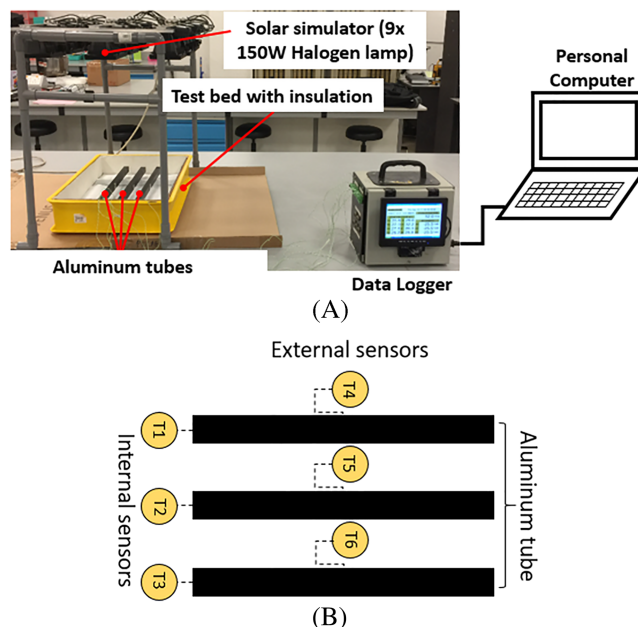 Solar simulator (9x
150W Halogen lamp)
Test bed with insulation
Personal
Computer
Aluminum tubes
Data Logger
(A)
External sensors
T4
T1
T5
T2
T6
T3
Internal sensors
Aluminum tube
(B)